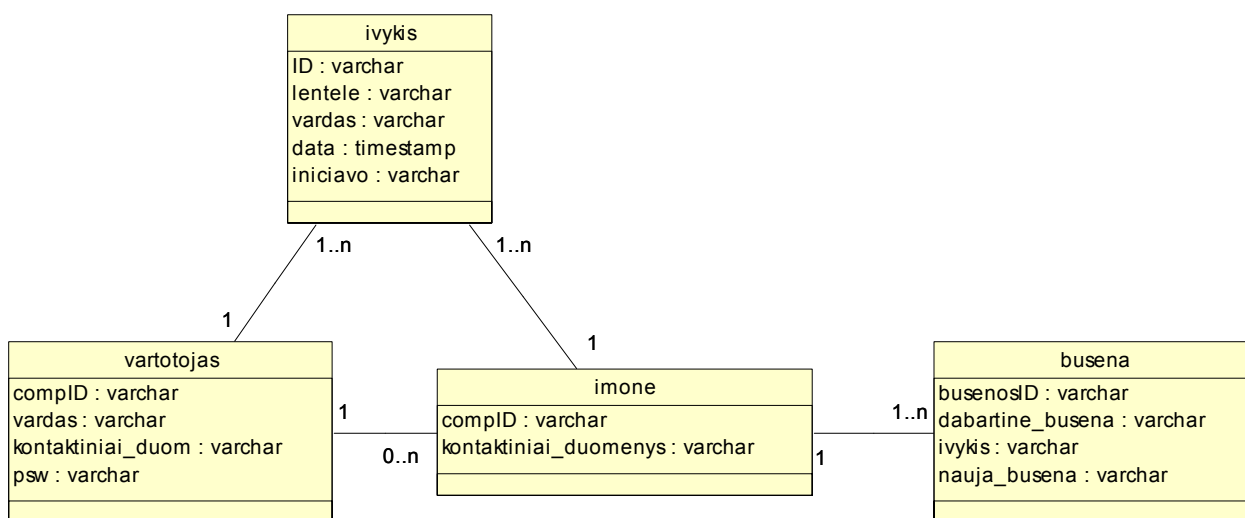 ivykis
ID : varchar
lentele : varchar
vardas : varchar
data : timestamp
iniciavo : varchar
1..n
1..n
1
1
vartotojas
compID : varchar
vardas : varchar
kontaktiniai_duom : varchar
psw : varchar
1
0..n
imone
compID : varchar
kontaktiniai_duomenys : varchar
1..n
1
busena
busenosID : varchar
dabartine_busena : varchar
ivykis : varchar
nauja_busena : varchar